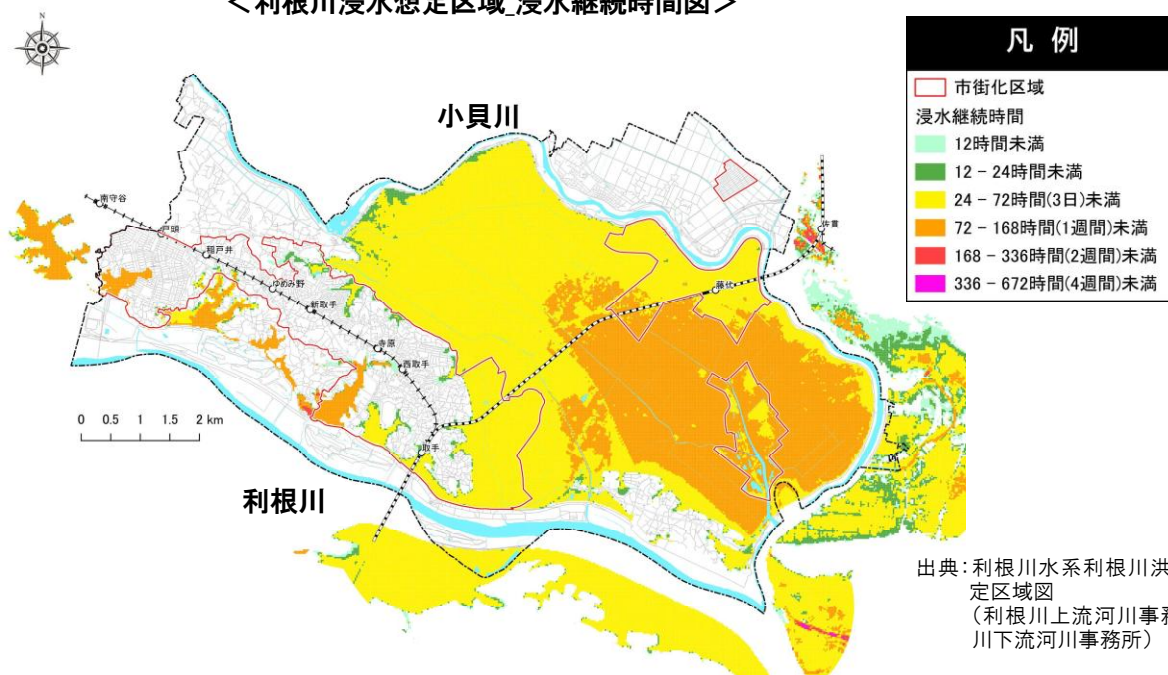 <利根川浸水想定区域_浸水継続時間図>
N
小貝川
南守谷
戸頭
稲戸井
ゆめみ野
新取手
寺原
西取手
取手
藤代
佐貫
利根川
0 0.5 1 1.5 2 km
凡 例
市街化区域
浸水継続時間
12時間未満
12 - 24時間未満
24 - 72時間(3日)未満
72 - 168時間(1週間)未満
168 - 336時間(2週間)未満
336 - 672時間(4週間)未満
出典:利根川水系利根川洪
定区域図
(利根川上流河川事務
川下流河川事務所)